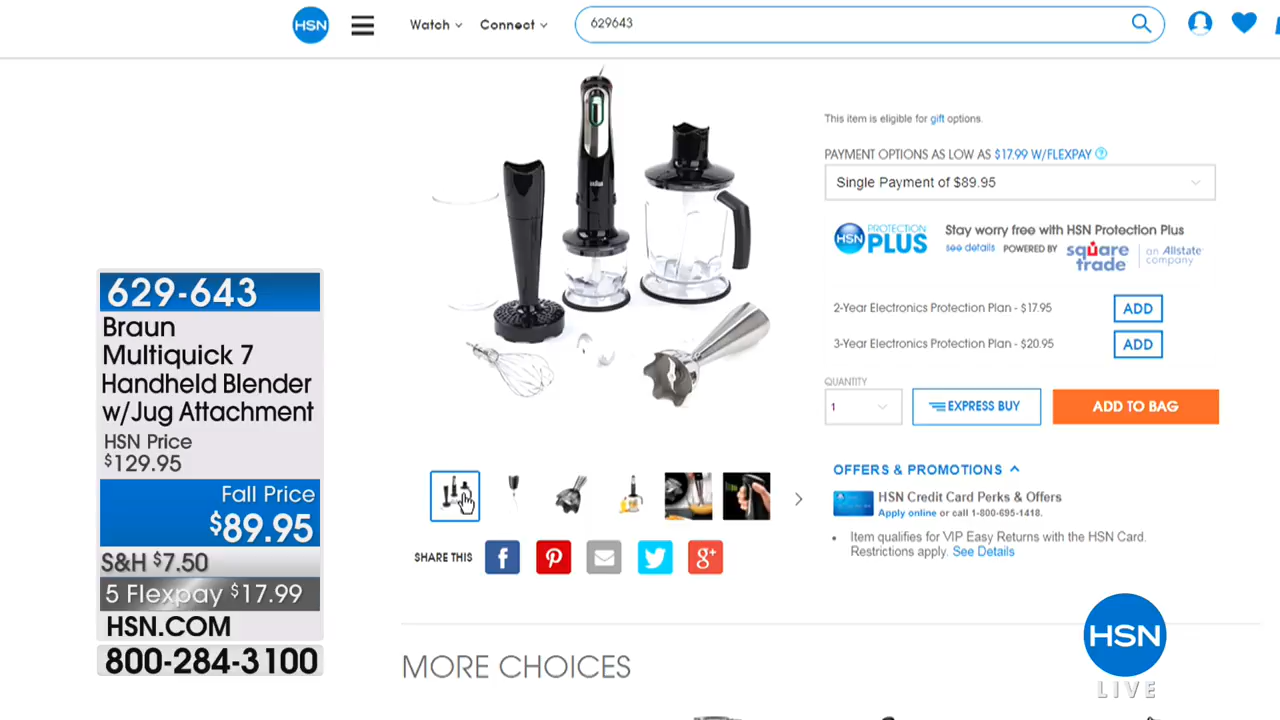 HSN
Watch
Connect
629643
This item is eligible for gift options.
PAYMENT OPTIONS AS LOW AS $17.99 W/FLEXPAY ?
Single Payment of $89.95
HSN PROTECTION PLUS
Stay worry free with HSN Protection Plus
see details POWERED BY square trade an Allstate company
2-Year Electronics Protection Plan - $17.95 ADD
3-Year Electronics Protection Plan - $20.95 ADD
QUANTITY
1
EXPRESS BUY
ADD TO BAG
629-643
Braun
Multiquick 7
Handheld Blender
w/Jug Attachment
HSN Price
$129.95
Fall Price
$89.95
S&H $7.50
5 Flexpay $17.99
HSN.COM
800-284-3100
BRAUN
SHARE THIS
f
g+
OFFERS & PROMOTIONS
HSN Credit Card Perks & Offers
Apply online or call 1-800-695-1418.
• Item qualifies for VIP Easy Returns with the HSN Card.
Restrictions apply. See Details
MORE CHOICES
HSN
LIVE